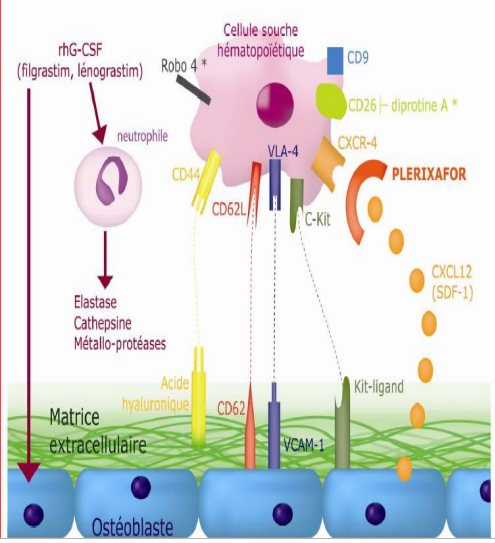 rhG-CSF
(filgrastim, lénograstim)
neutrophile
Elastase
Cathepsine
Métallo-protéases
Cellule souche
hématopoïétique
Robo 4 *
CD9
CD26 ⊢ diprotine A *
CXCR-4
PLERIXAFOR
CD44
CD62L
VLA-4
C-Kit
CXCL12
(SDF-1)
Acide
hyaluronique
CD62
VCAM-1
Kit-ligand
Matrice
extracellulaire
Ostéoblaste